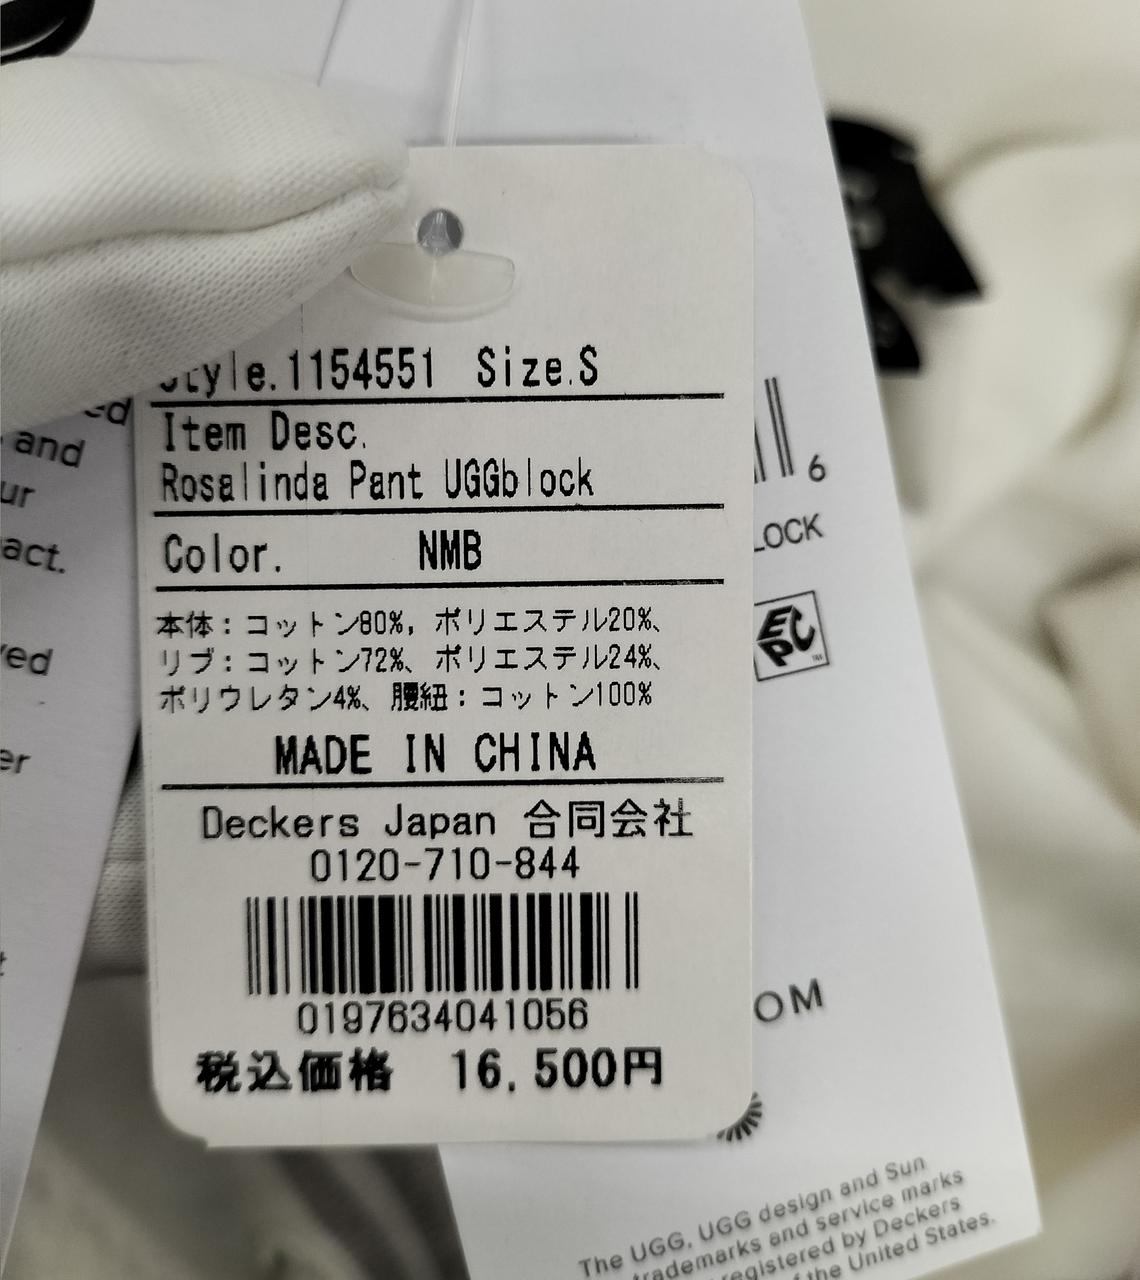 Style.1154551 Size.S
Item Desc.
Rosalinda Pant UGGblock
Color. NMB
本体：コットン80%, ポリエステル20%、
リブ：コットン72%、ポリエステル24%、
ポリウレタン4%、腰紐：コットン100%
MADE IN CHINA
Deckers Japan 合同会社
0120-710-844
0197634041056
税込価格 16,500円
and
act.
6
LOCK
EPC
OM
The UGG, UGG design and Sun
trademarks and service marks
registered by Deckers
the United States.